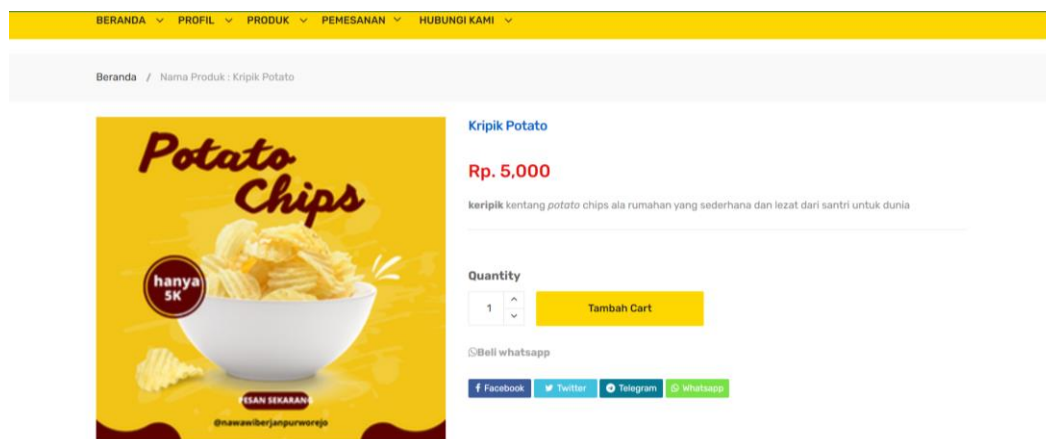 BERANDA PROFIL PRODUK PEMESANAN HUBUNGI KAMI
Beranda / Nama Produk : Kripik Potato
Potato
Chips
hanya
5K
PESAN SEKARANG
@nawawiberjanpurworejo
Kripik Potato
Rp. 5,000
keripik kentang potato chips ala rumahan yang sederhana dan lezat dari santri untuk dunia
Quantity
1
Tambah Cart
Beli whatsapp
Facebook Twitter Telegram Whatsapp